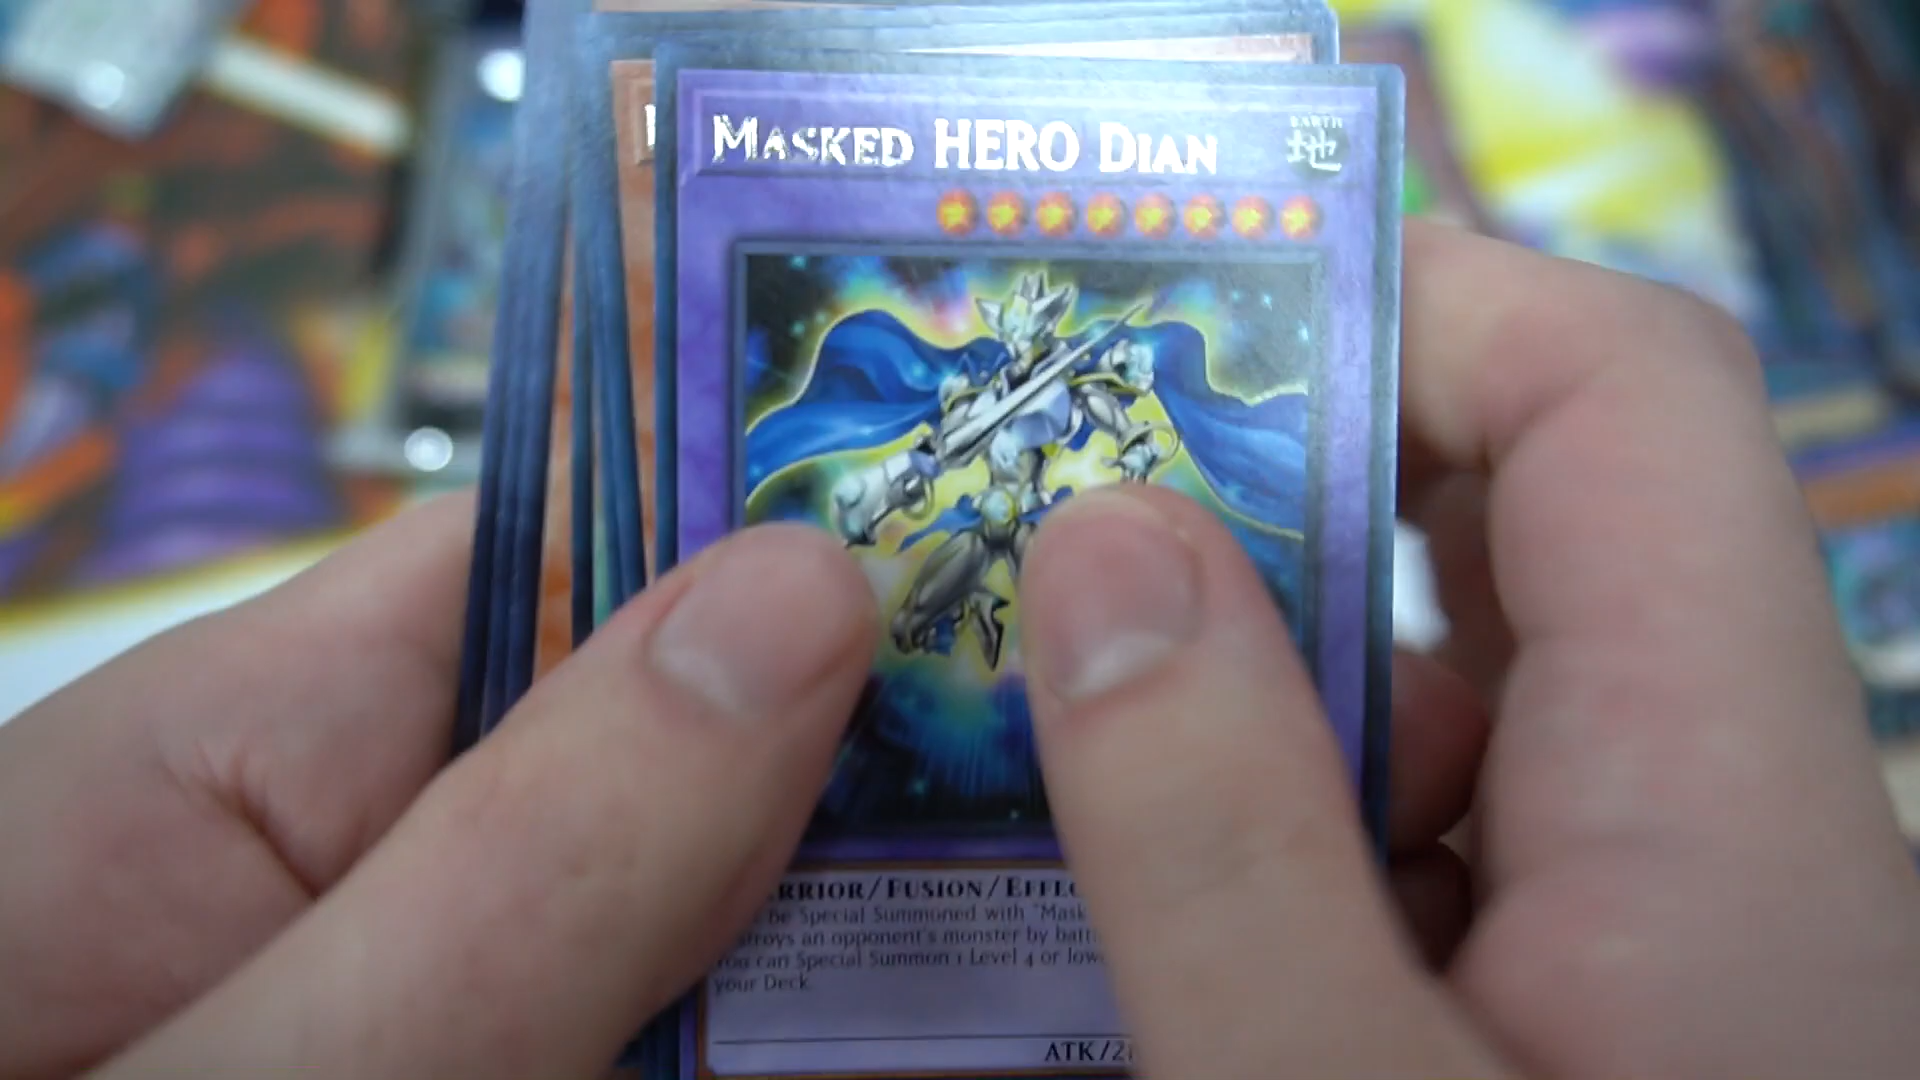 EARTH
MASKED HERO DIAN
RRIOR/FUSION/EFFEC
be Special Summoned with "Mask
stroys an opponent's monster by batt
You can Special Summon 1 Level 4 or low
your Deck.
ATK/2